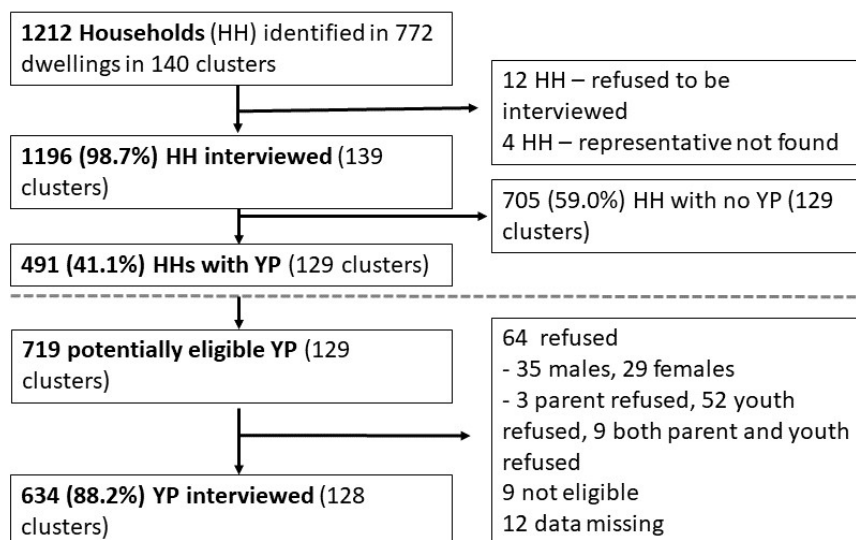 1212 Households (HH) identified in 772
dwellings in 140 clusters
12 HH – refused to be
interviewed
4 HH – representative not found
1196 (98.7%) HH interviewed (139
clusters)
705 (59.0%) HH with no YP (129
clusters)
491 (41.1%) HHs with YP (129 clusters)
719 potentially eligible YP (129
clusters)
64 refused
- 35 males, 29 females
- 3 parent refused, 52 youth
refused, 9 both parent and youth
refused
9 not eligible
12 data missing
634 (88.2%) YP interviewed (128
clusters)